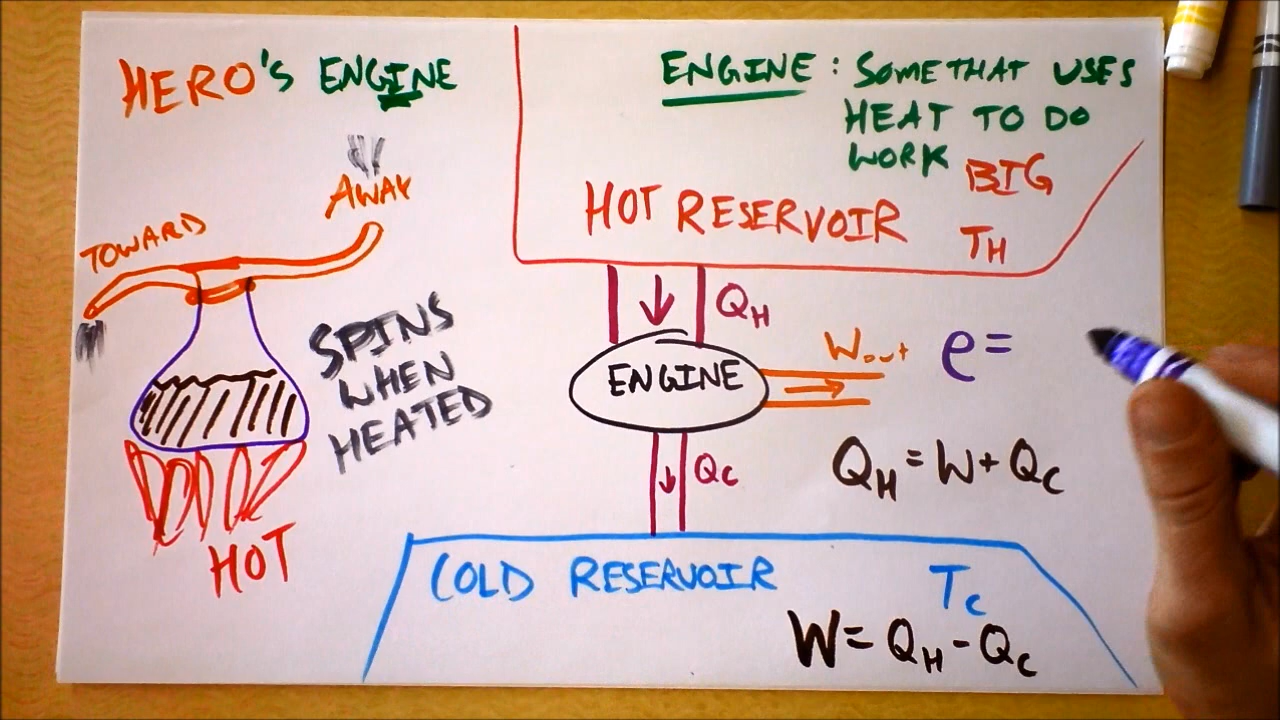 HERO'S ENGINE
AWAY
TOWARD
SPINS
WHEN
HEATED
HOT
ENGINE: SOMETHAT USES
HEAT TO DO
WORK
BIG
HOT RESERVOIR
TH
QH
Wout
e=
ENGINE
QC
QH = W + QC
COLD RESERVOIR
TC
W = QH - QC